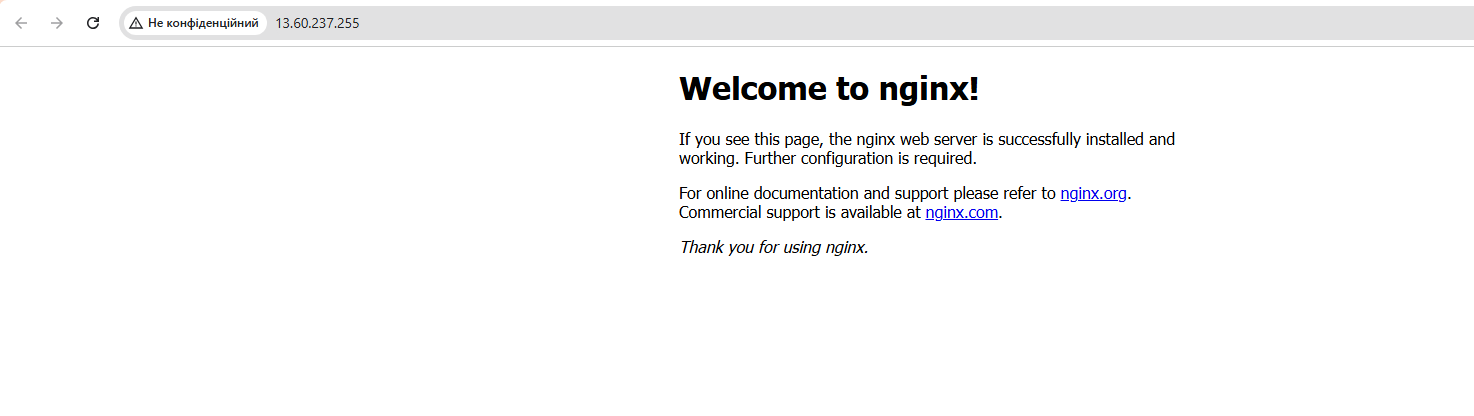 Не конфіденційний 13.60.237.255
Welcome to nginx!
If you see this page, the nginx web server is successfully installed and
working. Further configuration is required.
For online documentation and support please refer to nginx.org.
Commercial support is available at nginx.com.
Thank you for using nginx.